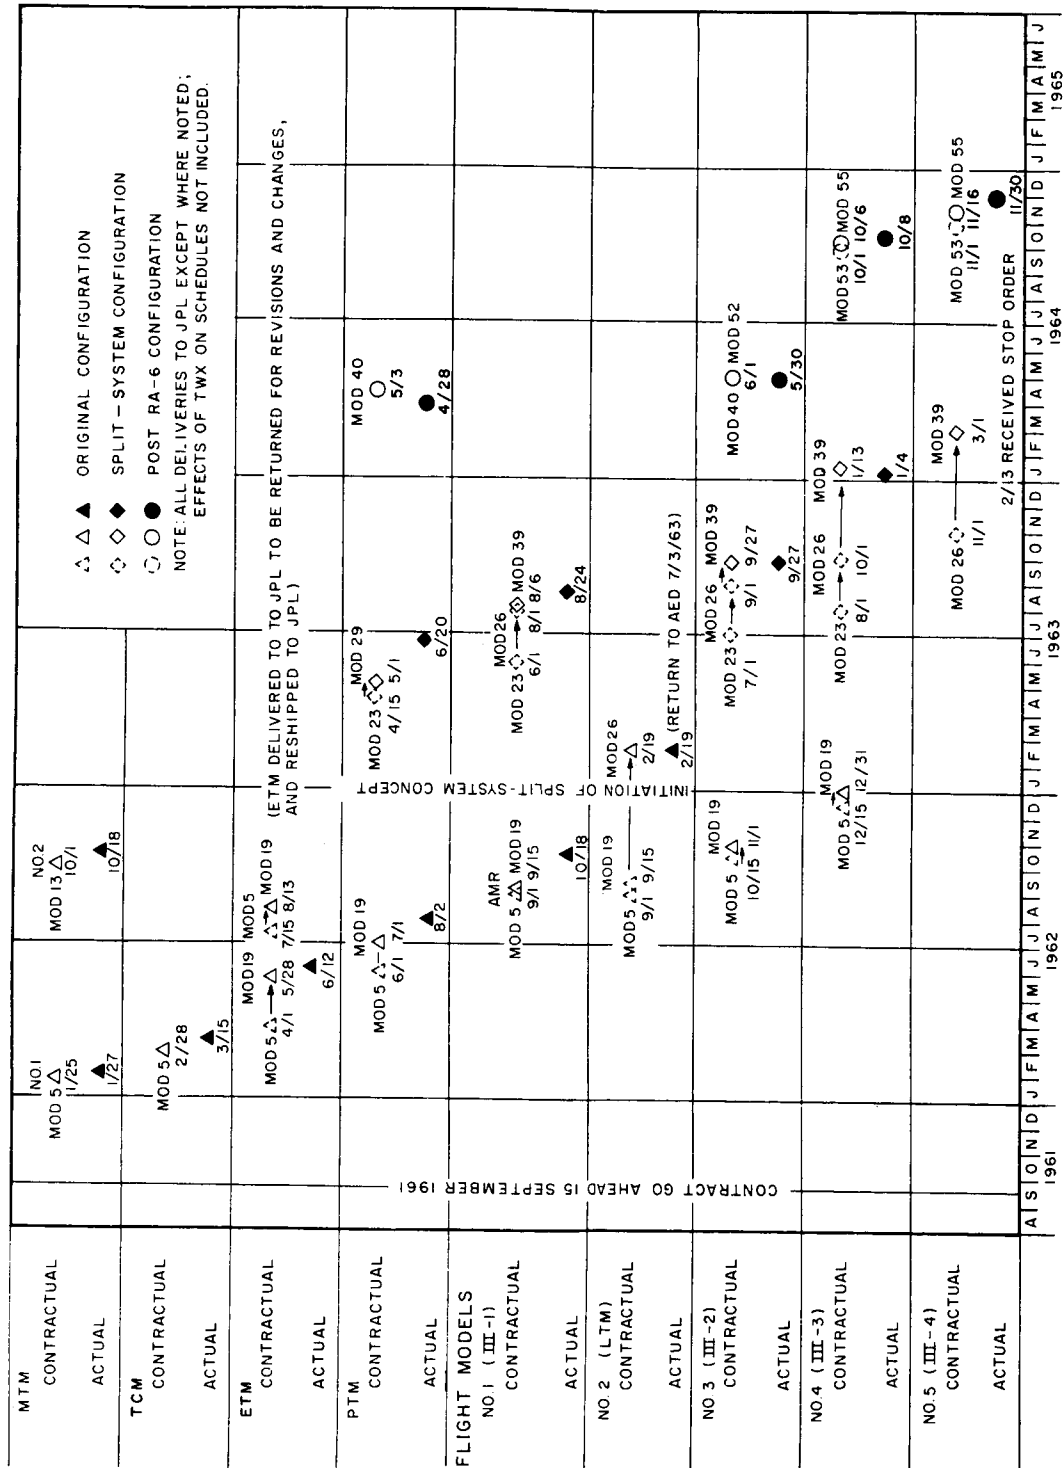 △ ▲ ORIGINAL CONFIGURATION
◇ ◆ SPLIT-SYSTEM CONFIGURATION
○ ● POST RA-6 CONFIGURATION
NOTE: ALL DELIVERIES TO JPL EXCEPT WHERE NOTED;
EFFECTS OF TWX ON SCHEDULES NOT INCLUDED.
MTM
CONTRACTUAL
NO.1
MOD 5
1/25
NO.2
MOD 13
10/1
ACTUAL
1/27
10/18
TCM
CONTRACTUAL
MOD 5
2/28
ACTUAL
3/15
ETM
CONTRACTUAL
MOD 5
4/1
MOD19
5/28
MOD5
7/15
MOD 19
8/13
(ETM DELIVERED TO TO JPL TO BE RETURNED FOR REVISIONS AND CHANGES,
AND RESHIPPED TO JPL)
ACTUAL
6/12
PTM
CONTRACTUAL
MOD 5
6/1
MOD 19
7/1
MOD 23
4/15
MOD 29
5/1
MOD 40
5/3
ACTUAL
8/2
6/20
4/28
FLIGHT MODELS
NO.1 (III-1)
CONTRACTUAL
AMR
MOD 5
9/1
MOD 19
9/15
MOD 23
6/1
MOD26
8/1
MOD 39
8/6
ACTUAL
10/18
8/24
NO. 2 (LTM)
CONTRACTUAL
MOD 5
9/1
MOD 19
9/15
MOD 26
2/19
ACTUAL
2/19
(RETURN TO AED 7/3/63)
NO.3 (III-2)
CONTRACTUAL
MOD 5
10/15
MOD 19
11/1
MOD 23
7/1
MOD 26
9/1
MOD 39
9/27
MOD 40
6/1
MOD 52
ACTUAL
9/27
5/30
NO.4 (III-3)
CONTRACTUAL
MOD 5
12/15
MOD 19
12/31
MOD 23
8/1
MOD 26
10/1
MOD 39
1/13
MOD53
10/1
MOD 55
10/6
ACTUAL
1/4
10/8
NO.5 (III-4)
CONTRACTUAL
MOD 26
11/1
MOD 39
3/1
MOD 53
11/1
MOD 55
11/16
ACTUAL
2/13 RECEIVED STOP ORDER
11/30
CONTRACT GO AHEAD 15 SEPTEMBER 1961
INITIATION OF SPLIT-SYSTEM CONCEPT
A S O N D J F M A M J J A S O N D J F M A M J J A S O N D J F M A M J J A S O N D J F M A M J
1961 1962 1963 1964 1965